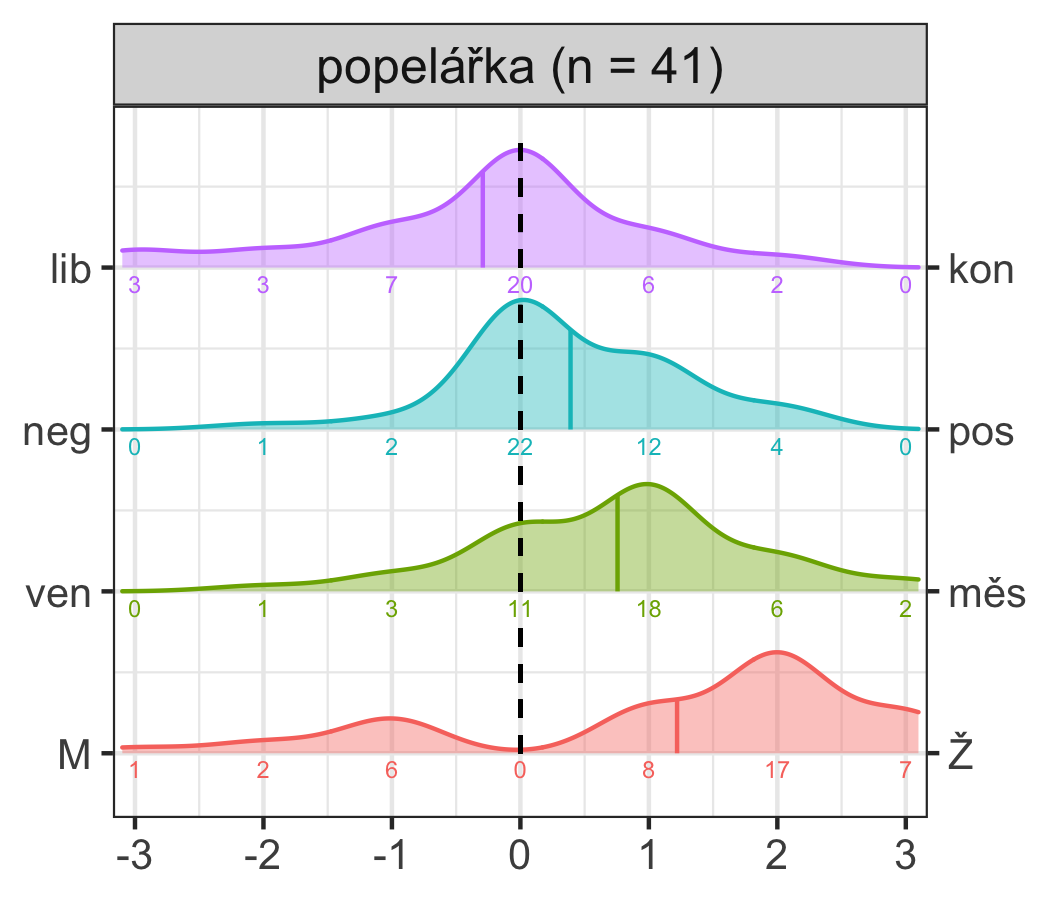 popelářka (n = 41)
lib kon
3 3 7 20 6 2 0
neg pos
0 1 2 22 12 4 0
ven měs
0 1 3 11 18 6 2
M Ž
1 2 6 0 8 17 7
-3 -2 -1 0 1 2 3